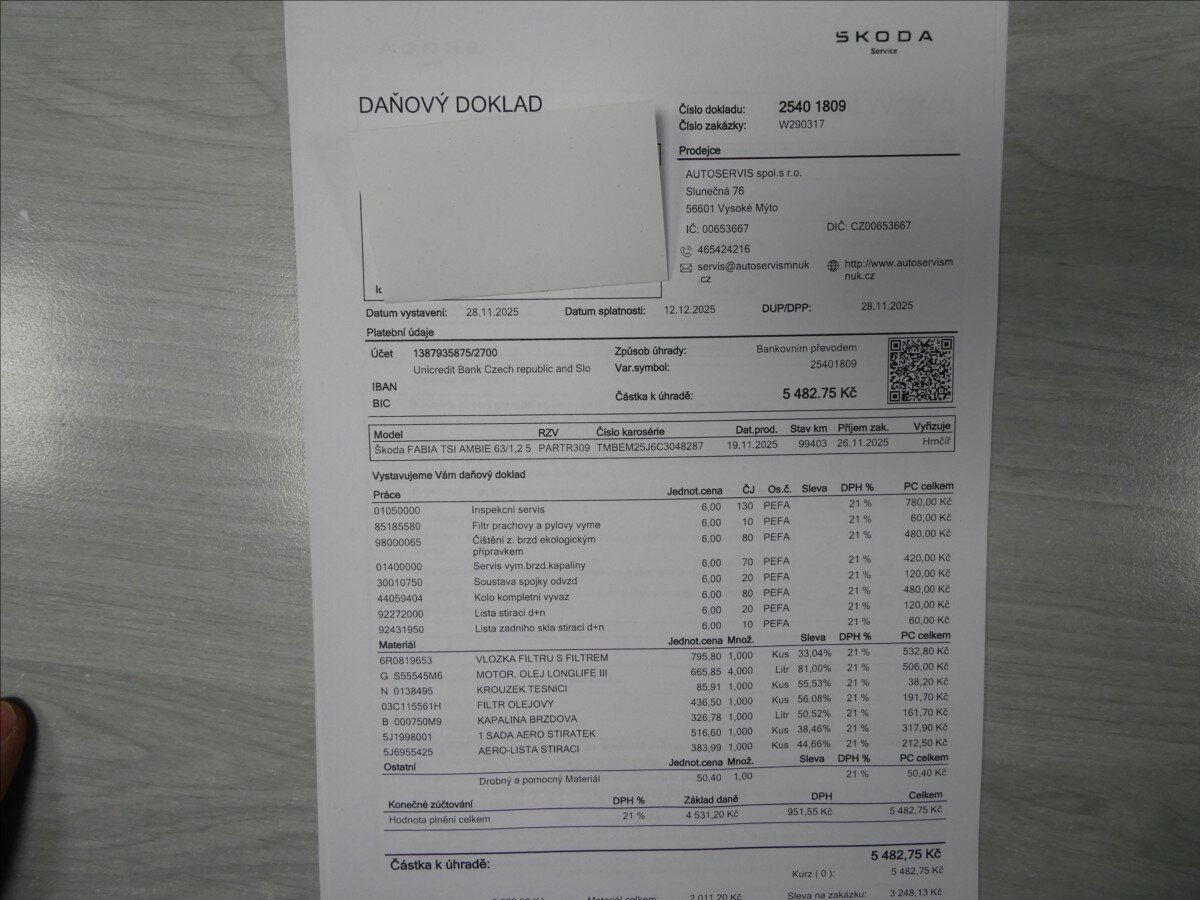 ŠKODA
Service
DAŇOVÝ DOKLAD
Číslo dokladu: 2540 1809
Číslo zakázky: W290317
Prodejce
AUTOSERVIS spol.s r.o.
Slunečná 76
56601 Vysoké Mýto
IČ: 00653667 DIČ: CZ00653667
465424216
servis@autoservismnuk.cz http://www.autoservismnuk.cz
Datum vystavení: 28.11.2025 Datum splatnosti: 12.12.2025 DUP/DPP: 28.11.2025
Platební údaje
Účet 1387935875/2700 Způsob úhrady: Bankovním převodem
Unicredit Bank Czech republic and Slo Var.symbol: 25401809
IBAN
BIC Částka k úhradě: 5 482.75 Kč
Model RZV Číslo karosérie Dat.prod. Stav km Příjem zak. Vyřizuje
Škoda FABIA TSI AMBIE 63/1,2 5 PARTR309 TMBEM25J6C3048287 19.11.2025 99403 26.11.2025 Hrnčíř
Vystavujeme Vám daňový doklad
Práce Jednot.cena ČJ Os.č. Sleva DPH % PC celkem
01050000 Inspekcni servis 6,00 130 PEFA 21 % 780,00 Kč
85185580 Filtr prachovy a pylovy vyme 6,00 10 PEFA 21 % 60,00 Kč
98000065 Čištění z. brzd ekologickým 6,00 80 PEFA 21 % 480,00 Kč
přípravkem
01400000 Servis vym.brzd.kapaliny 6,00 70 PEFA 21 % 420,00 Kč
30010750 Soustava spojky odvzd 6,00 20 PEFA 21 % 120,00 Kč
44059404 Kolo kompletni vyvaz 6,00 80 PEFA 21 % 480,00 Kč
92272000 Lista stiraci d+n 6,00 20 PEFA 21 % 120,00 Kč
92431950 Lista zadniho skla stiraci d+n 6,00 10 PEFA 21 % 60,00 Kč
Materiál Jednot.cena Množ. Sleva DPH % PC celkem
6R0819653 VLOZKA FILTRU S FILTREM 795,80 1,000 Kus 33,04% 21 % 532,80 Kč
G S55545M6 MOTOR. OLEJ LONGLIFE III 665,85 4,000 Litr 81,00% 21 % 506,00 Kč
N 0138495 KROUZEK TESNICI 85,91 1,000 Kus 55,53% 21 % 38,20 Kč
03C115561H FILTR OLEJOVY 436,50 1,000 Kus 56,08% 21 % 191,70 Kč
B 000750M9 KAPALINA BRZDOVA 326,78 1,000 Litr 50,52% 21 % 161,70 Kč
5J1998001 1 SADA AERO STIRATEK 516,60 1,000 Kus 38,46% 21 % 317,90 Kč
5J6955425 AERO-LISTA STIRACI 383,99 1,000 Kus 44,66% 21 % 212,50 Kč
Ostatní Jednot.cena Množ. Sleva DPH % PC celkem
Drobný a pomocný Materiál 50,40 1,00 21 % 50,40 Kč
Konečné zúčtování DPH % Základ daně DPH Celkem
Hodnota plnění celkem 21 % 4 531,20 Kč 951,55 Kč 5 482,75 Kč
Částka k úhradě: 5 482,75 Kč
Kurz ( 0 ): 5 482,75 Kč
Materiál celkem: 2 011,20 Kč Sleva na zakázku: 3 248,13 Kč